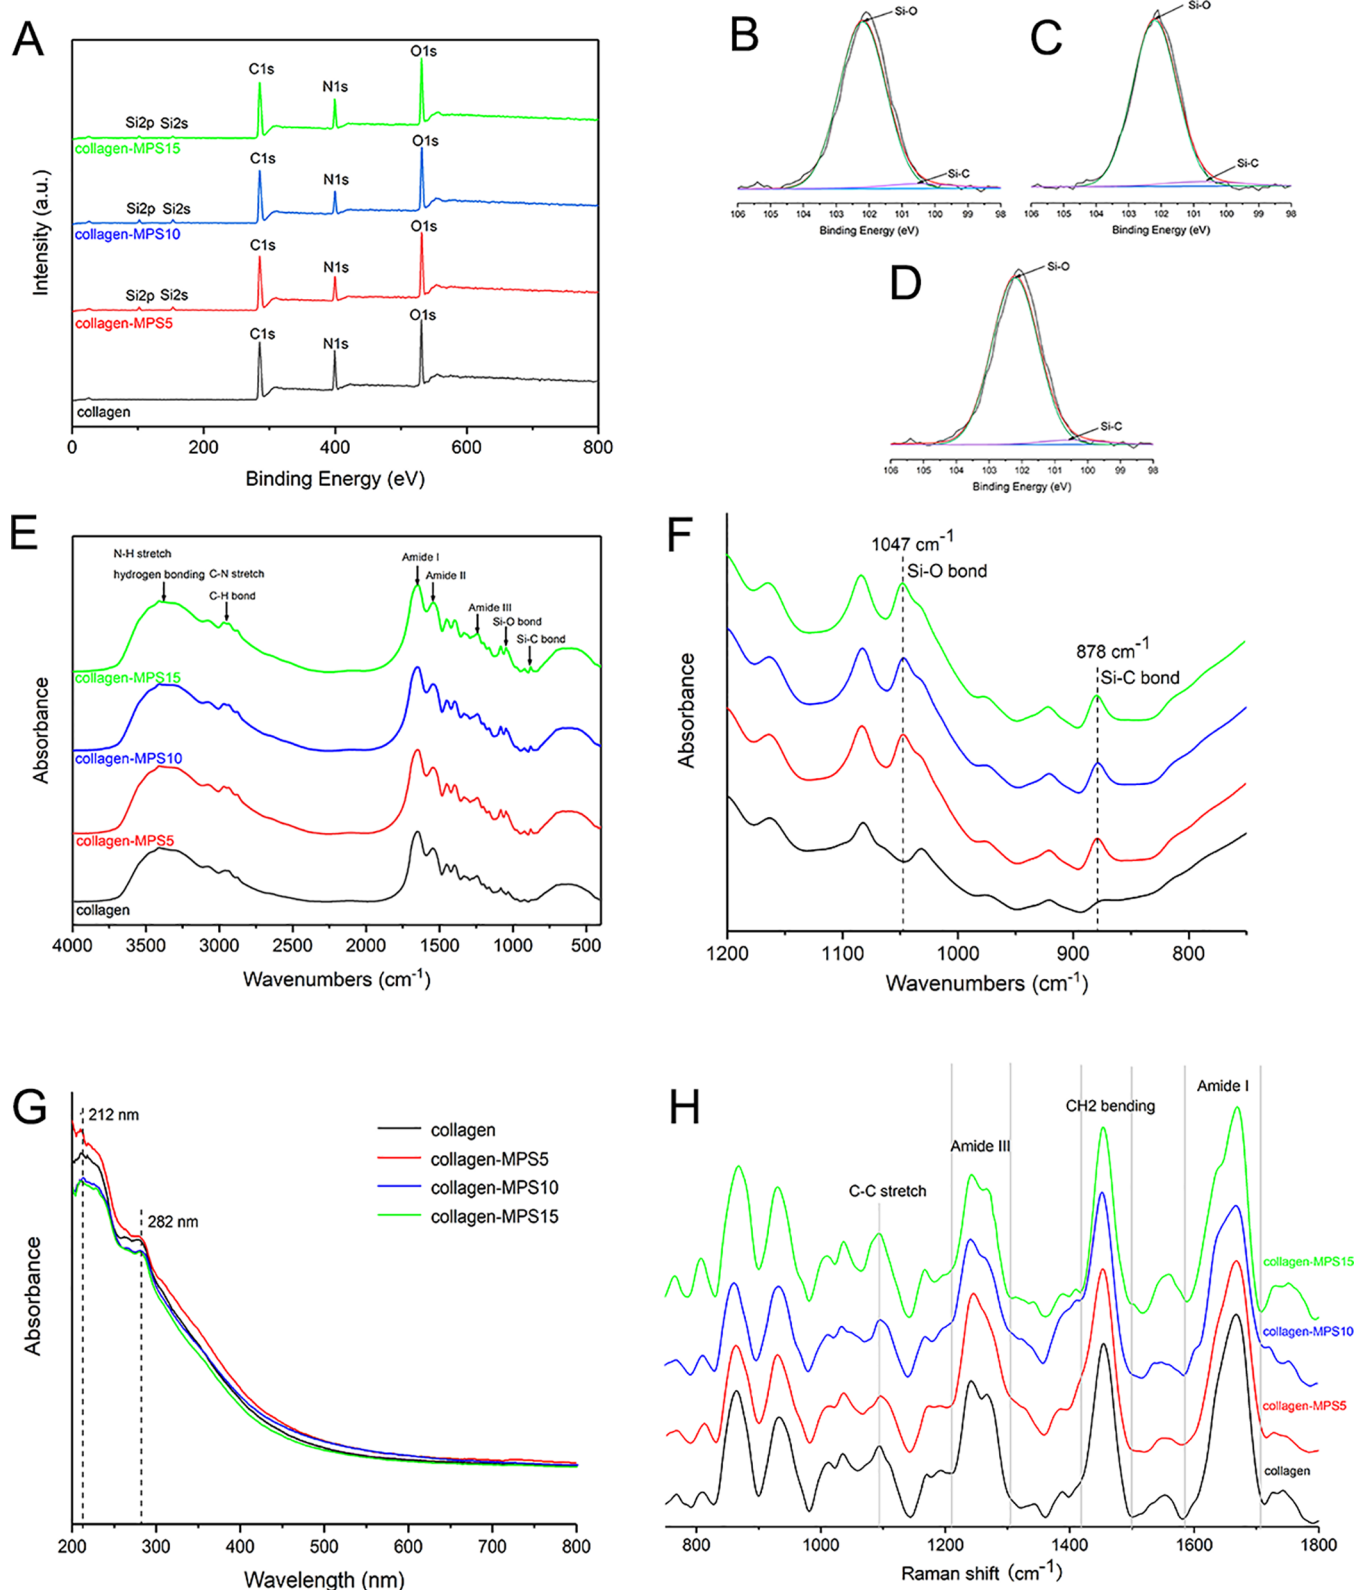 A
Intensity (a.u.)
C1s
N1s
O1s
Si2p Si2s
collagen-MPS15
C1s
N1s
O1s
Si2p Si2s
collagen-MPS10
C1s
N1s
O1s
Si2p Si2s
collagen-MPS5
C1s
N1s
O1s
collagen
0 200 400 600 800
Binding Energy (eV)
B
Si-O
Si-C
106 105 104 103 102 101 100 99 98
Binding Energy (eV)
C
Si-O
Si-C
106 105 104 103 102 101 100 99 98
Binding Energy (eV)
D
Si-O
Si-C
106 105 104 103 102 101 100 99 98
Binding Energy (eV)
E
Absorbance
N-H stretch
hydrogen bonding
C-N stretch
C-H bond
Amide I
Amide II
Amide III
Si-O bond
Si-C bond
collagen-MPS15
collagen-MPS10
collagen-MPS5
collagen
4000 3500 3000 2500 2000 1500 1000 500
Wavenumbers (cm⁻¹)
F
Absorbance
1047 cm⁻¹
Si-O bond
878 cm⁻¹
Si-C bond
1200 1100 1000 900 800
Wavenumbers (cm⁻¹)
G
Absorbance
212 nm
282 nm
collagen
collagen-MPS5
collagen-MPS10
collagen-MPS15
200 300 400 500 600 700 800
Wavelength (nm)
H
C-C stretch
Amide III
CH2 bending
Amide I
collagen-MPS15
collagen-MPS10
collagen-MPS5
collagen
800 1000 1200 1400 1600 1800
Raman shift (cm⁻¹)